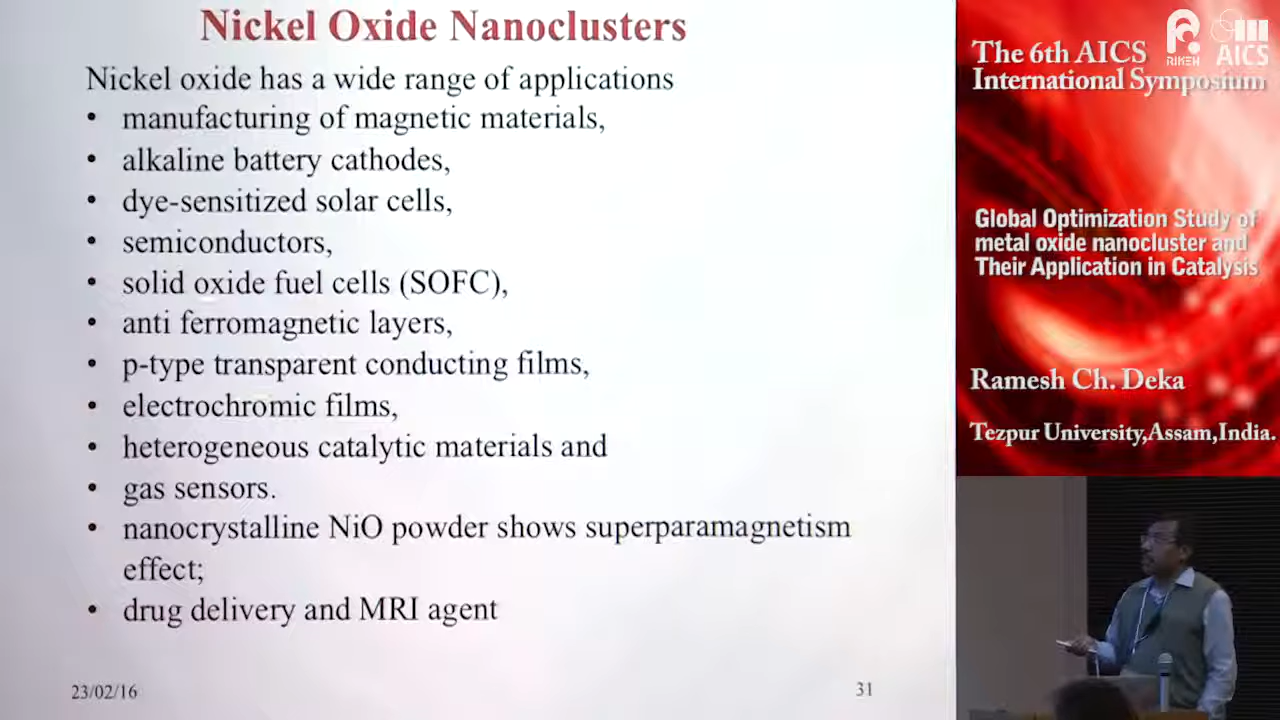 Nickel Oxide Nanoclusters
Nickel oxide has a wide range of applications
• manufacturing of magnetic materials,
• alkaline battery cathodes,
• dye-sensitized solar cells,
• semiconductors,
• solid oxide fuel cells (SOFC),
• anti ferromagnetic layers,
• p-type transparent conducting films,
• electrochromic films,
• heterogeneous catalytic materials and
• gas sensors.
• nanocrystalline NiO powder shows superparamagnetism
effect;
• drug delivery and MRI agent
23/02/16
31
RIKEN
AICS
The 6th AICS
International Symposium
Global Optimization Study of
metal oxide nanocluster and
Their Application in Catalysis
Ramesh Ch. Deka
Tezpur University,Assam,India.